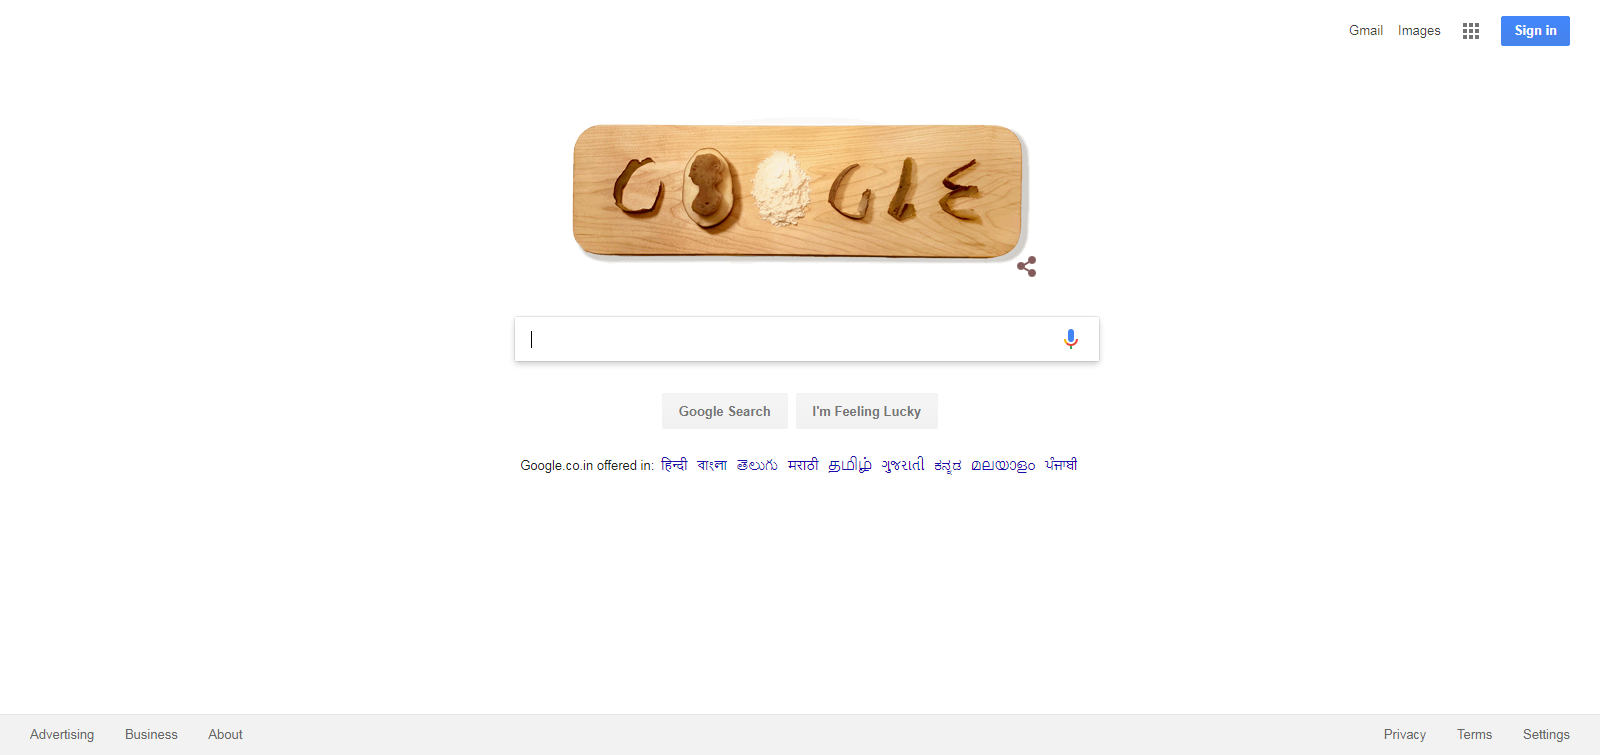 Gmail Images Sign in
GOOGLE
Google Search I'm Feeling Lucky
Google.co.in offered in: हिन्दी বাংলা తెలుగు मराठी தமிழ் ગુજરાતી ಕನ್ನಡ മലയാളം ਪੰਜਾਬੀ
Advertising Business About Privacy Terms Settings